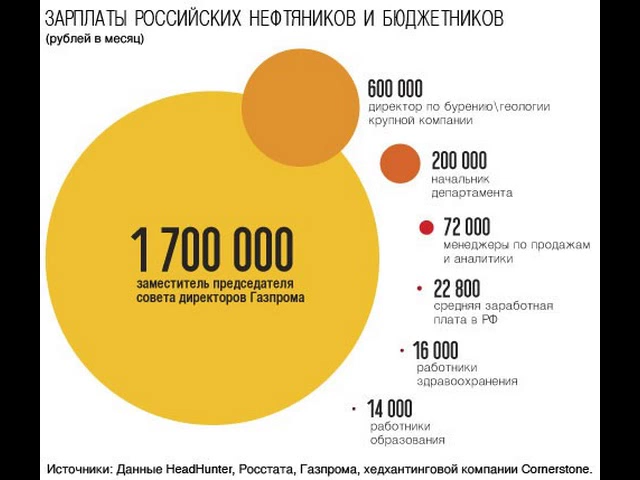 ЗАРПЛАТЫ РОССИЙСКИХ НЕФТЯНИКОВ И БЮДЖЕТНИКОВ
(рублей в месяц)
600 000
директор по бурению\геологии
крупной компании
200 000
начальник
департамента
72 000
менеджеры по продажам
и аналитики
1 700 000
заместитель председателя
совета директоров Газпрома
22 800
средняя заработная
плата в РФ
16 000
работники
здравоохранения
14 000
работники
образования
Источники: Данные HeadHunter, Росстата, Газпрома, хедхантинговой компании Cornerstone.